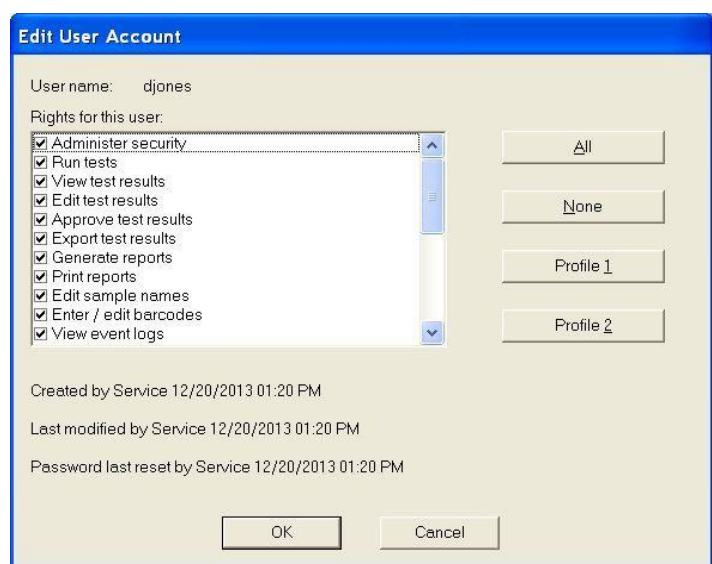 Edit User Account
User name: djones
Rights for this user:
Administer security
Run tests
View test results
Edit test results
Approve test results
Export test results
Generate reports
Print reports
Edit sample names
Enter / edit barcodes
View event logs
All
None
Profile 1
Profile 2
Created by Service 12/20/2013 01:20 PM
Last modified by Service 12/20/2013 01:20 PM
Password last reset by Service 12/20/2013 01:20 PM
OK Cancel